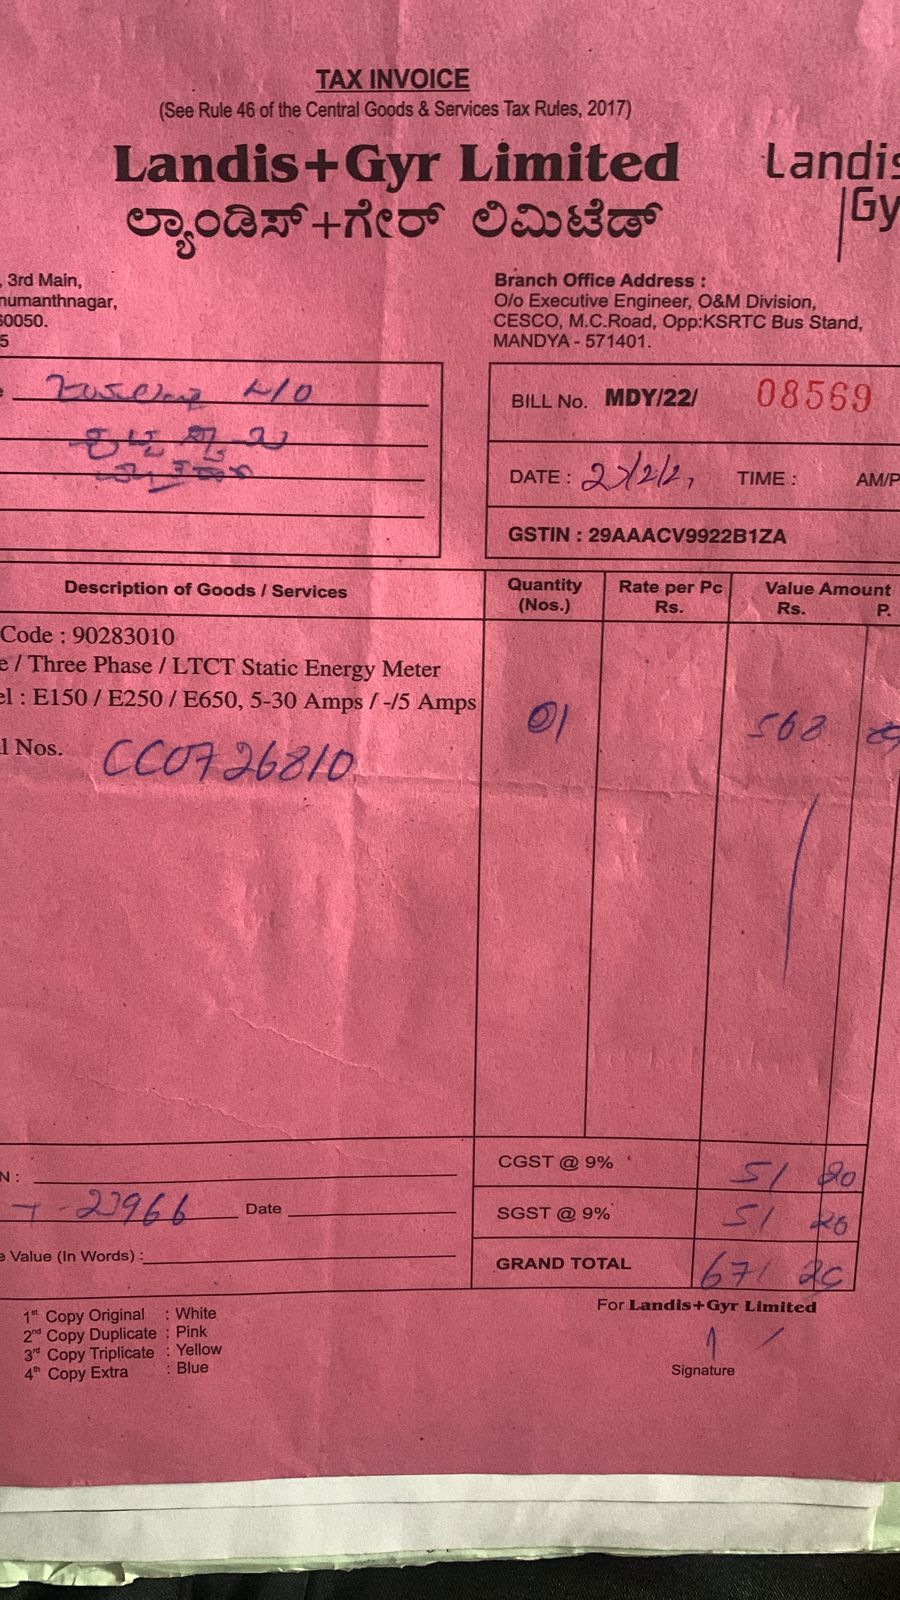 TAX INVOICE
(See Rule 46 of the Central Goods & Services Tax Rules, 2017)
Landis+Gyr Limited
Landis
Gy
ಲ್ಯಾಂಡಿಸ್+ಗೇರ್ ಲಿಮಿಟೆಡ್
, 3rd Main,
numanthnagar,
60050.
5
Branch Office Address :
O/o Executive Engineer, O&M Division,
CESCO, M.C.Road, Opp:KSRTC Bus Stand,
MANDYA - 571401.
BILL No. MDY/22/ 08569
DATE : TIME : AM/P
GSTIN : 29AAACV9922B1ZA
Description of Goods / Services Quantity (Nos.) Rate per Pc Rs. Value Amount Rs. P.
Code : 90283010
e / Three Phase / LTCT Static Energy Meter
el : E150 / E250 / E650, 5-30 Amps / -/5 Amps
01 568
l Nos. CC0726810
CGST @ 9% 51 20
N :
SGST @ 9% 51 20
23966 Date
e Value (In Words) :
GRAND TOTAL 671
For Landis+Gyr Limited
1st Copy Original : White
2nd Copy Duplicate : Pink
3rd Copy Triplicate : Yellow
4th Copy Extra : Blue
Signature